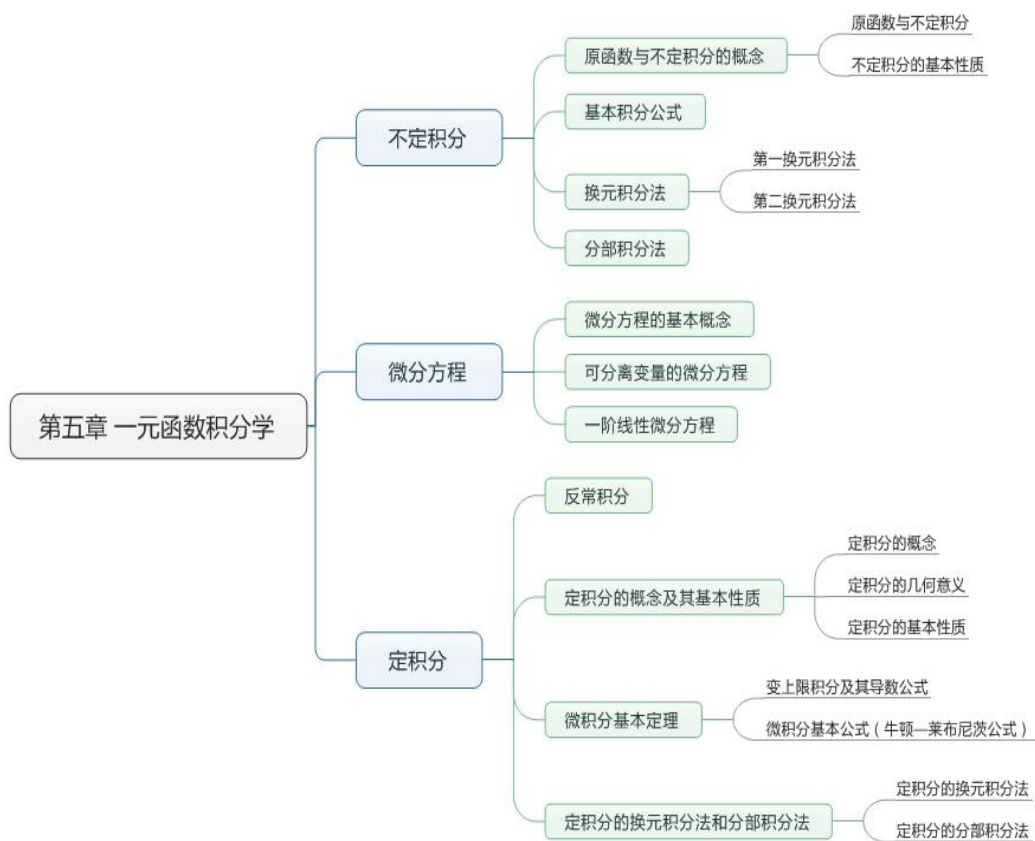 第五章 一元函数积分学
不定积分
原函数与不定积分的概念
原函数与不定积分
不定积分的基本性质
基本积分公式
换元积分法
第一换元积分法
第二换元积分法
分部积分法
微分方程
微分方程的基本概念
可分离变量的微分方程
一阶线性微分方程
定积分
反常积分
定积分的概念及其基本性质
定积分的概念
定积分的几何意义
定积分的基本性质
微积分基本定理
变上限积分及其导数公式
微积分基本公式（牛顿—莱布尼茨公式）
定积分的换元积分法和分部积分法
定积分的换元积分法
定积分的分部积分法